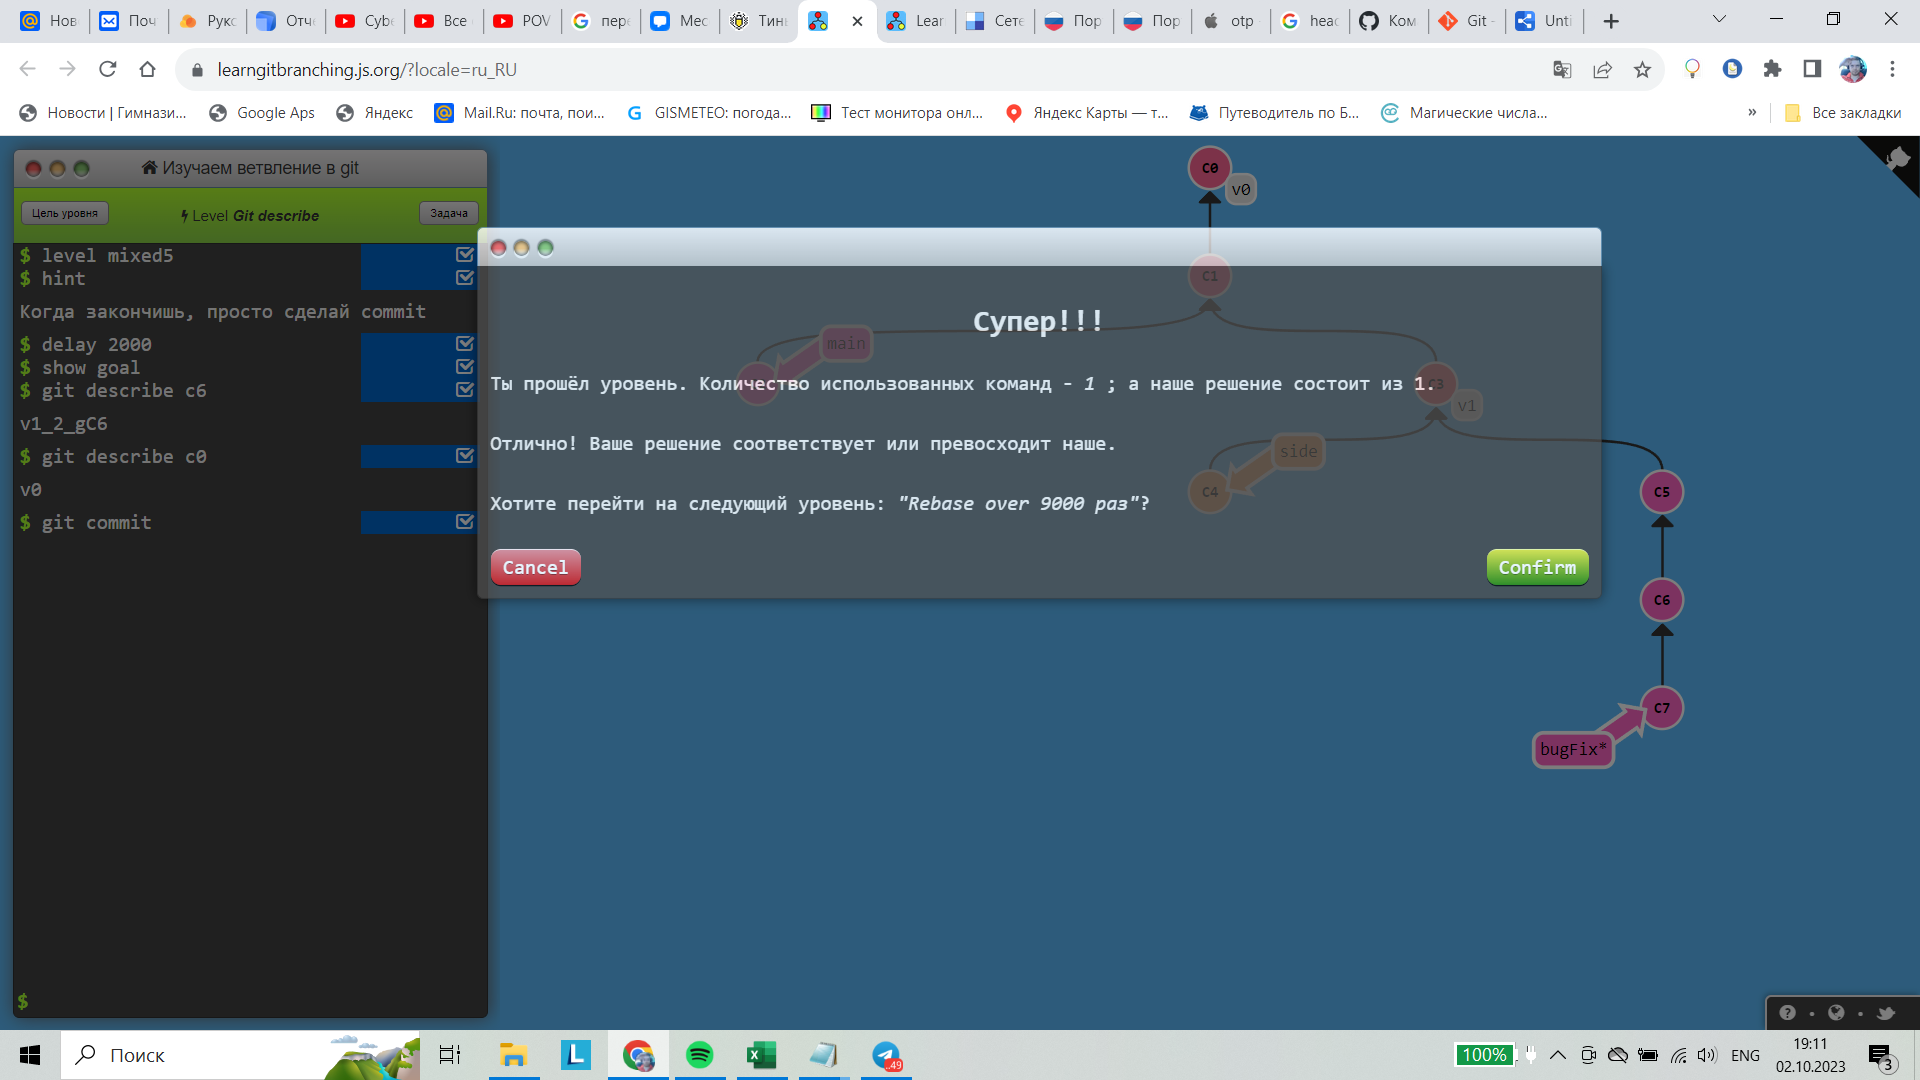 Нов
Поч
Рукс
Отче
Cybe
Все
POV
пере
Мес
Тинь
Lear
Сете
Пор
Пор
otp
heac
Ком
Git -
Unti
learngitbranching.js.org/?locale=ru_RU
Новости | Гимнази...
Google Aps
Яндекс
Mail.Ru: почта, пои...
GISMETEO: погода...
Тест монитора онл...
Яндекс Карты — т...
Путеводитель по Б...
Магические числа...
»
Все закладки
Изучаем ветвление в git
Цель уровня
Level Git describe
Задача
$ level mixed5
$ hint
Когда закончишь, просто сделай commit
$ delay 2000
$ show goal
$ git describe c6
v1_2_gC6
$ git describe c0
v0
$ git commit
$
C0
v0
C1
main
C3
v1
side
C4
C5
C6
C7
bugFix*
Супер!!!
Ты прошёл уровень. Количество использованных команд - 1 ; а наше решение состоит из 1.
Отлично! Ваше решение соответствует или превосходит наше.
Хотите перейти на следующий уровень: "Rebase over 9000 раз"?
Cancel
Confirm
Поиск
L
49
100%
ENG
19:11
02.10.2023
3